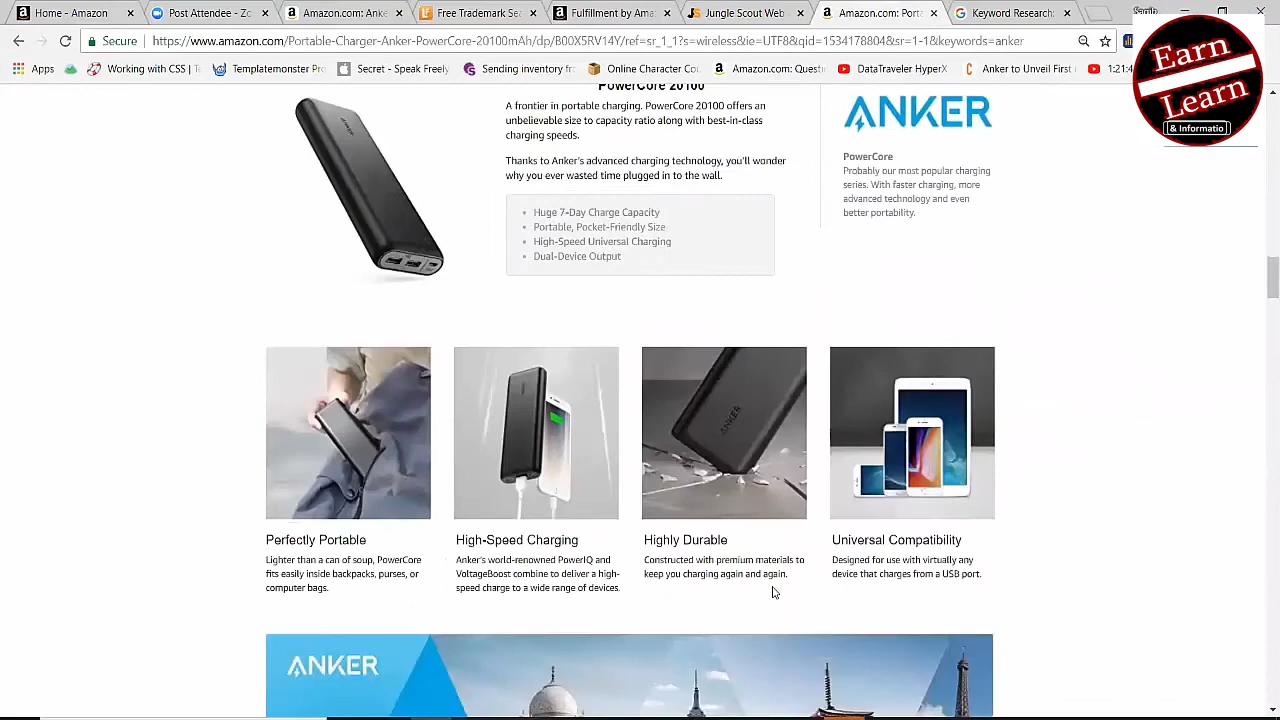 Home - Amazon
Post Attendee - Zo
Amazon.com: Anke
Free Trademark Se
Fulfillment by Ama
Jungle Scout Web
Amazon.com: Porta
Keyword Research:
Secure
https://www.amazon.com/Portable-Charger-Anker-PowerCore-20100mAh/dp/B00X5RV14Y/ref=sr_1_1?s=wireless&ie=UTF8&qid=1534178804&sr=1-1&keywords=anker
Apps
Working with CSS | Te
Templatemonster
Secret - Speak Freely
Pay inventory fr
Online Character Co
Amazon.com: Questi
DataTraveler HyperX
Anker to Unveil First
1:21:4
Earn
Learn
& Informatio
PowerCore 20100
A frontier in portable charging. PowerCore 20100 offers an
unbelievable size to capacity ratio along with best-in-class
charging speeds.
Thanks to Anker's advanced charging technology, you'll wonder
why you ever wasted time plugged in to the wall.
Huge 7-Day Charge Capacity
Portable, Pocket-Friendly Size
High-Speed Universal Charging
Dual-Device Output
ANKER
PowerCore
Probably our most popular charging
series. With faster charging, more
advanced technology and even
better portability.
ANKER
ANKER
Perfectly Portable
Lighter than a can of soup, PowerCore
fits easily inside backpacks, purses, or
computer bags.
High-Speed Charging
Anker's world-renowned PowerIQ and
VoltageBoost combine to deliver a high-
speed charge to a wide range of devices.
Highly Durable
Constructed with premium materials to
keep you charging again and again.
Universal Compatibility
Designed for use with virtually any
device that charges from a USB port.
ANKER